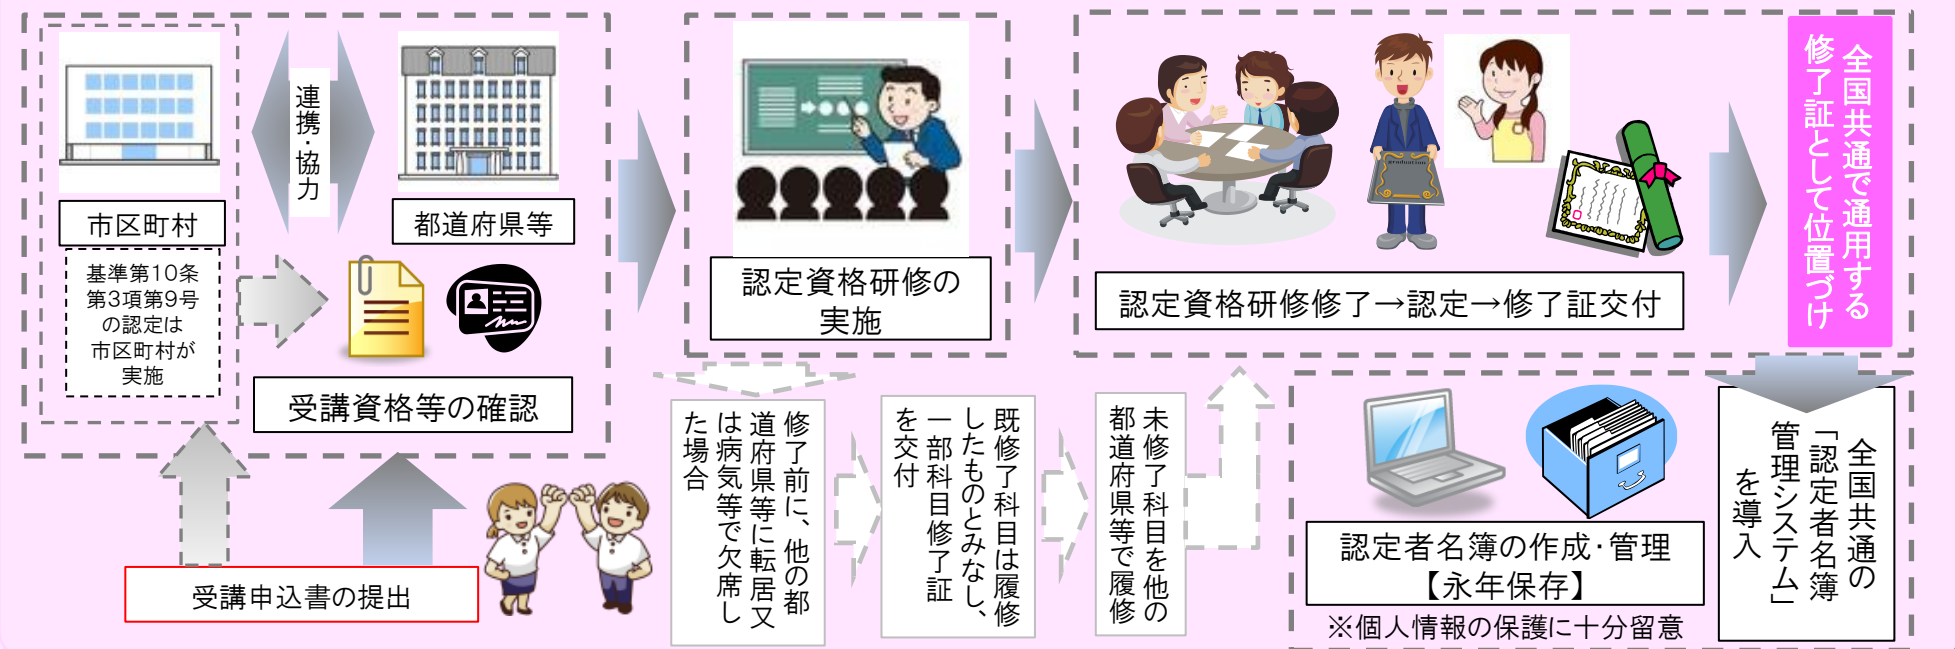 市区町村
連携・協力
都道府県等
基準第10条
第3項第9号
の認定は
市区町村が
実施
受講資格等の確認
受講申込書の提出
認定資格研修の
実施
認定資格研修修了→認定→修了証交付
全国共通で通用する
修了証として位置づけ
修了前に、他の都
道府県等に転居又
は病気等で欠席し
た場合
既修了科目は履修
したものとみなし、
一部科目修了証
を交付
未修了科目を他の
都道府県等で履修
認定者名簿の作成・管理
【永年保存】
※個人情報の保護に十分留意
全国共通の
「認定者名簿
管理システム」
を導入